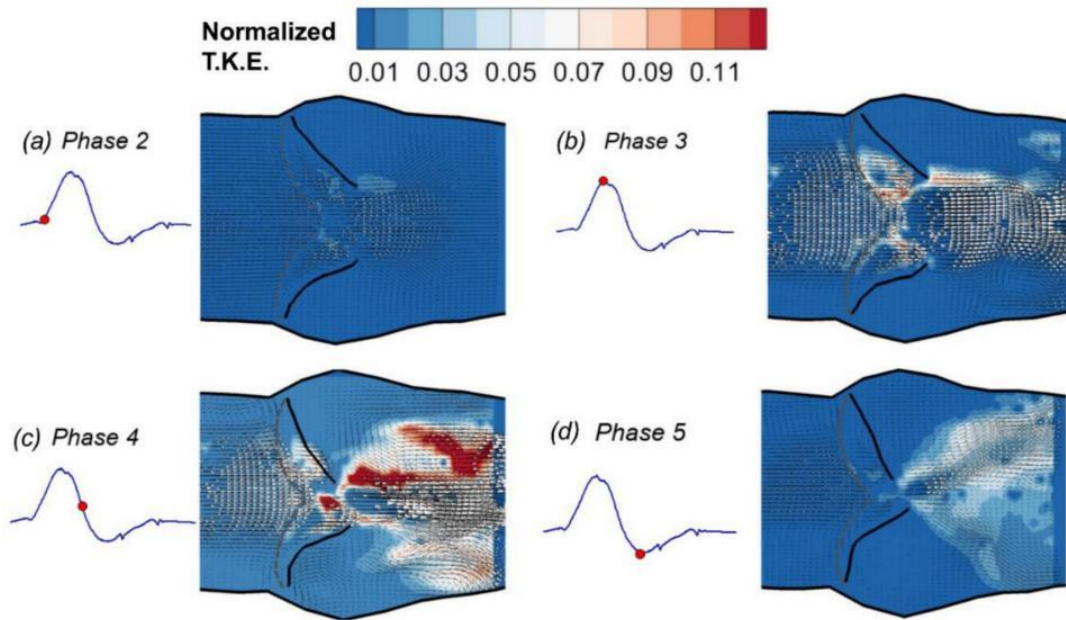 Normalized
T.K.E.
0.01 0.03 0.05 0.07 0.09 0.11
(a) Phase 2
(b) Phase 3
(c) Phase 4
(d) Phase 5